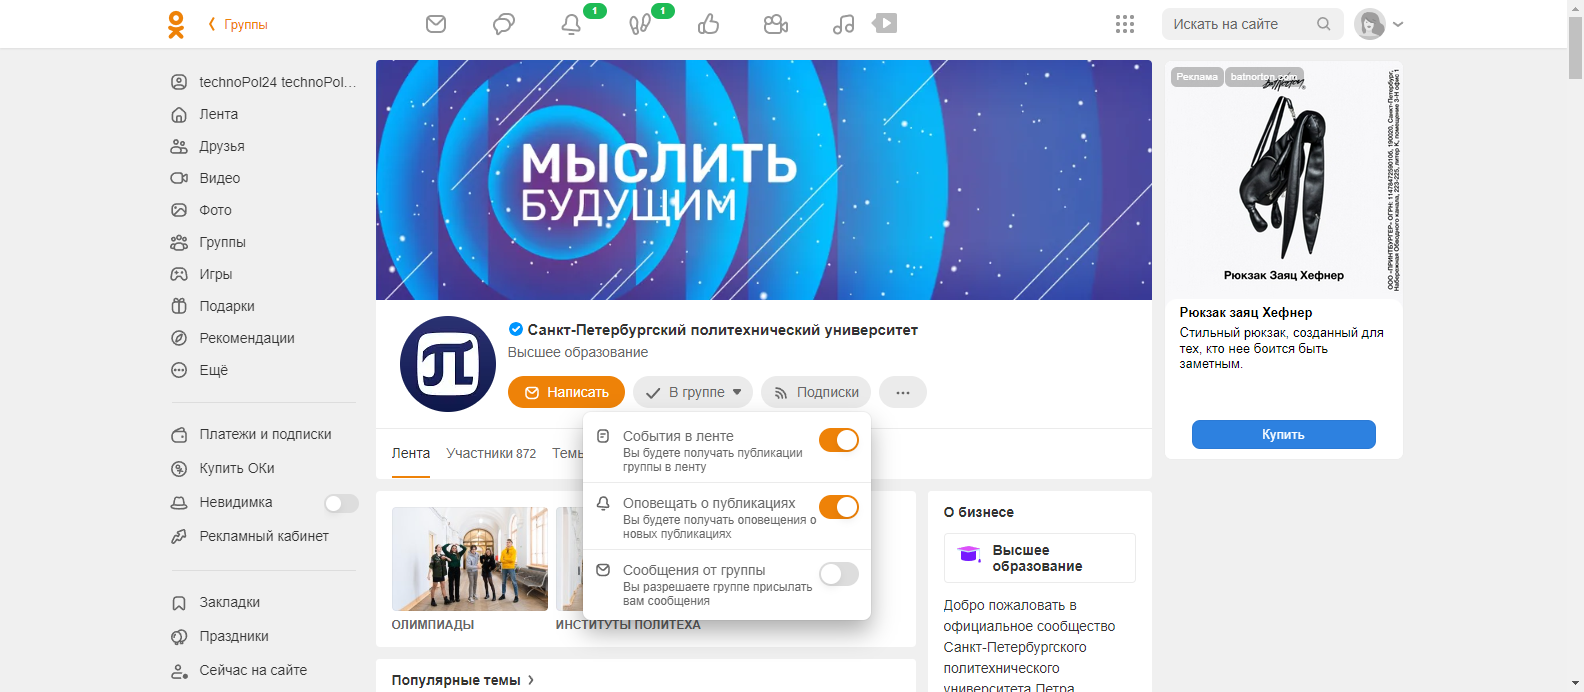 Группы
1
1
Искать на сайте
technoPol24 technoPol...
Лента
Друзья
Видео
Фото
Группы
Игры
Подарки
Рекомендации
Ещё
Платежи и подписки
Купить ОКи
Невидимка
Рекламный кабинет
Закладки
Праздники
Сейчас на сайте
МЫСЛИТЬ
БУДУЩИМ
Санкт-Петербургский политехнический университет
Высшее образование
Написать
В группе
Подписки
Лента
Участники 872
Темы
События в ленте
Вы будете получать публикации
группы в ленту
Оповещать о публикациях
Вы будете получать оповещения о
новых публикациях
Сообщения от группы
Вы разрешаете группе присылать
вам сообщения
ОЛИМПИАДЫ
ИНСТИТУТЫ ПОЛИТЕХА
Популярные темы
О бизнесе
Высшее
образование
Добро пожаловать в
официальное сообщество
Санкт-Петербургского
политехнического
университета Петра
Реклама
batnorton.com
Рюкзак Заяц Хефнер
Рюкзак заяц Хефнер
Стильный рюкзак, созданный для
тех, кто нее боится быть
заметным.
Купить